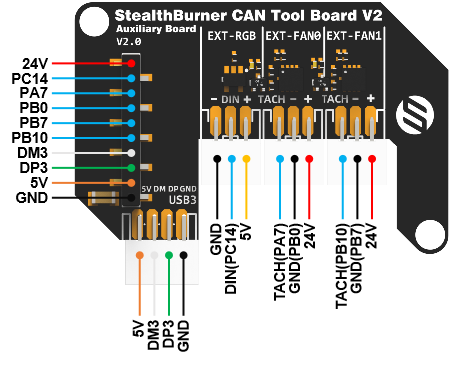 StealthBurner CAN Tool Board V2
Auxiliary Board
V2.0
EXT-RGB EXT-FAN0 EXT-FAN1
24V
PC14
PA7
PB0
PB7
PB10
DM3
DP3
5V
GND
- DIN + TACH - + TACH - +
5V DM DP GND
USB3
GND
DIN(PC14)
5V
TACH(PA7)
GND(PB0)
24V
TACH(PB10)
GND(PB7)
24V
5V
DM3
DP3
GND